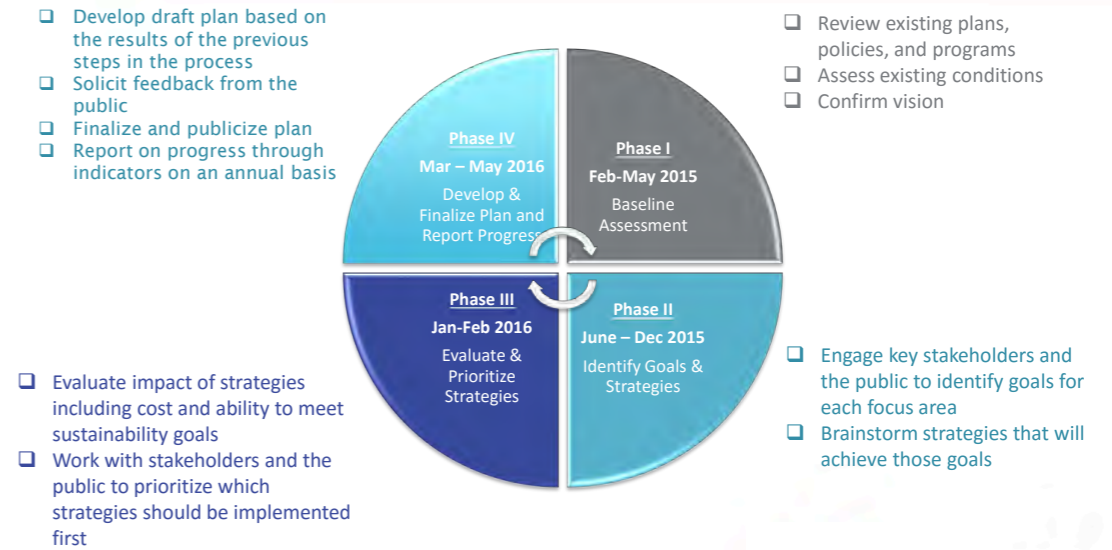 ❑ Develop draft plan based on
the results of the previous
steps in the process
❑ Solicit feedback from the
public
❑ Finalize and publicize plan
❑ Report on progress through
indicators on an annual basis
❑ Review existing plans,
policies, and programs
❑ Assess existing conditions
❑ Confirm vision
Phase IV
Mar – May 2016
Develop &
Finalize Plan and
Report Progress
Phase I
Feb-May 2015
Baseline
Assessment
Phase III
Jan-Feb 2016
Evaluate &
Prioritize
Strategies
Phase II
June – Dec 2015
Identify Goals &
Strategies
❑ Evaluate impact of strategies
including cost and ability to meet
sustainability goals
❑ Work with stakeholders and the
public to prioritize which
strategies should be implemented
first
❑ Engage key stakeholders and
the public to identify goals for
each focus area
❑ Brainstorm strategies that will
achieve those goals